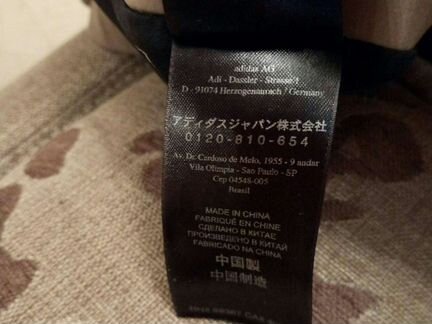 adidas AG
Adi - Dassler - Strasse 1
D - 91074 Herzogenaurach / Germany
アディダスジャパン株式会社
0120-810-654
Av. Dr. Cardoso de Melo, 1955 - 9 andar
Vila Olimpia - Sao Paulo - SP
Cep 04548-005
Brasil
MADE IN CHINA
FABRIQUÉ EN CHINE
СДЕЛАНО В КИТАЕ
ПРОИЗВЕДЕНО В КИТАЙ
FABRICADO NA CHINA
中国製
中国制造